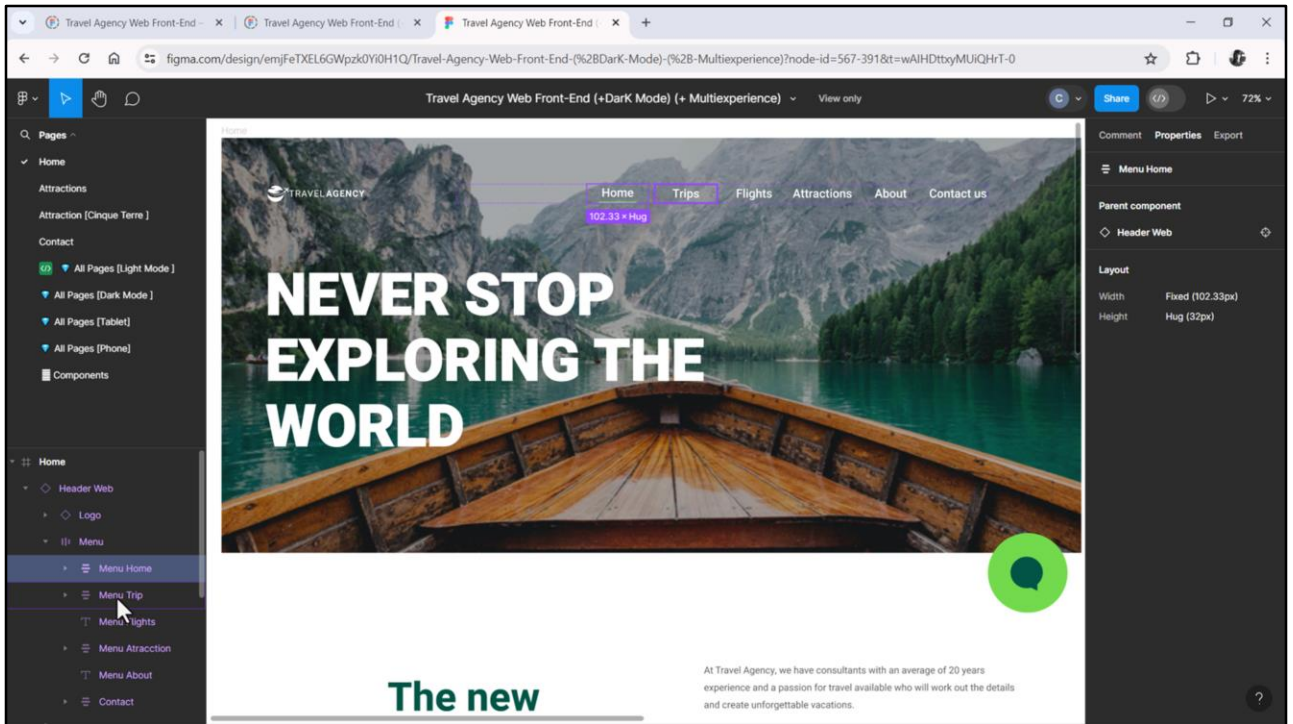 Travel Agency Web Front-End –
Travel Agency Web Front-End (
Travel Agency Web Front-End (
figma.com/design/emjFeTXEL6GWpzk0Yi0H1Q/Travel-Agency-Web-Front-End-(%2BDarK-Mode)-(%2B-Multiexperience)?node-id=567-391&t=wAlHDttxyMUiQHrT-0
Travel Agency Web Front-End (+DarK Mode) (+ Multiexperience)
View only
C
Share
72%
Pages
Home
Attractions
Attraction [Cinque Terre ]
Contact
All Pages [Light Mode ]
All Pages [Dark Mode ]
All Pages [Tablet]
All Pages [Phone]
Components
Home
Header Web
Logo
Menu
Menu Home
Menu Trip
Menu Flights
Menu Atracction
Menu About
Contact
Home
TRAVELAGENCY
Home
Trips
Flights
Attractions
About
Contact us
102.33 × Hug
NEVER STOP
EXPLORING THE
WORLD
The new
At Travel Agency, we have consultants with an average of 20 years
experience and a passion for travel available who will work out the details
and create unforgettable vacations.
Comment
Properties
Export
Menu Home
Parent component
Header Web
Layout
Width Fixed (102.33px)
Height Hug (32px)
?